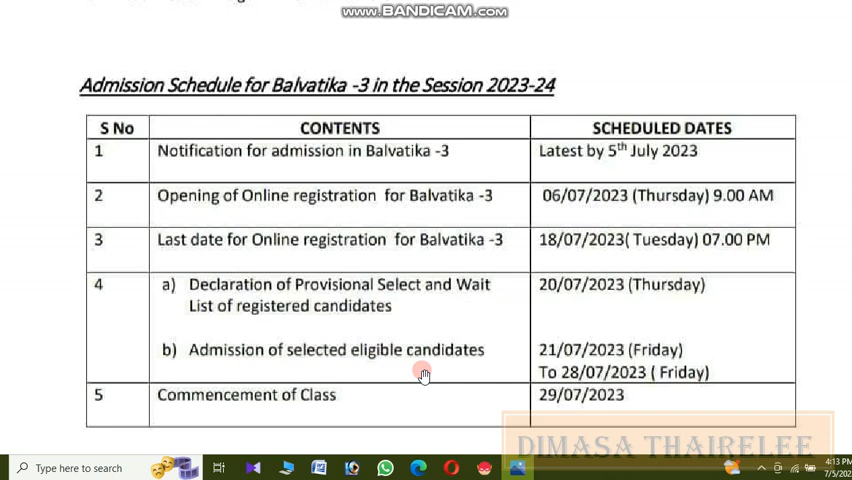 www.BANDICAM.com
Admission Schedule for Balvatika -3 in the Session 2023-24
S No CONTENTS SCHEDULED DATES
1 Notification for admission in Balvatika -3 Latest by 5th July 2023
2 Opening of Online registration for Balvatika -3 06/07/2023 (Thursday) 9.00 AM
3 Last date for Online registration for Balvatika -3 18/07/2023( Tuesday) 07.00 PM
4 a) Declaration of Provisional Select and Wait 20/07/2023 (Thursday)
List of registered candidates
b) Admission of selected eligible candidates 21/07/2023 (Friday)
To 28/07/2023 ( Friday)
5 Commencement of Class 29/07/2023
DIMASA THAIRELEE
Type here to search
4:13 PM